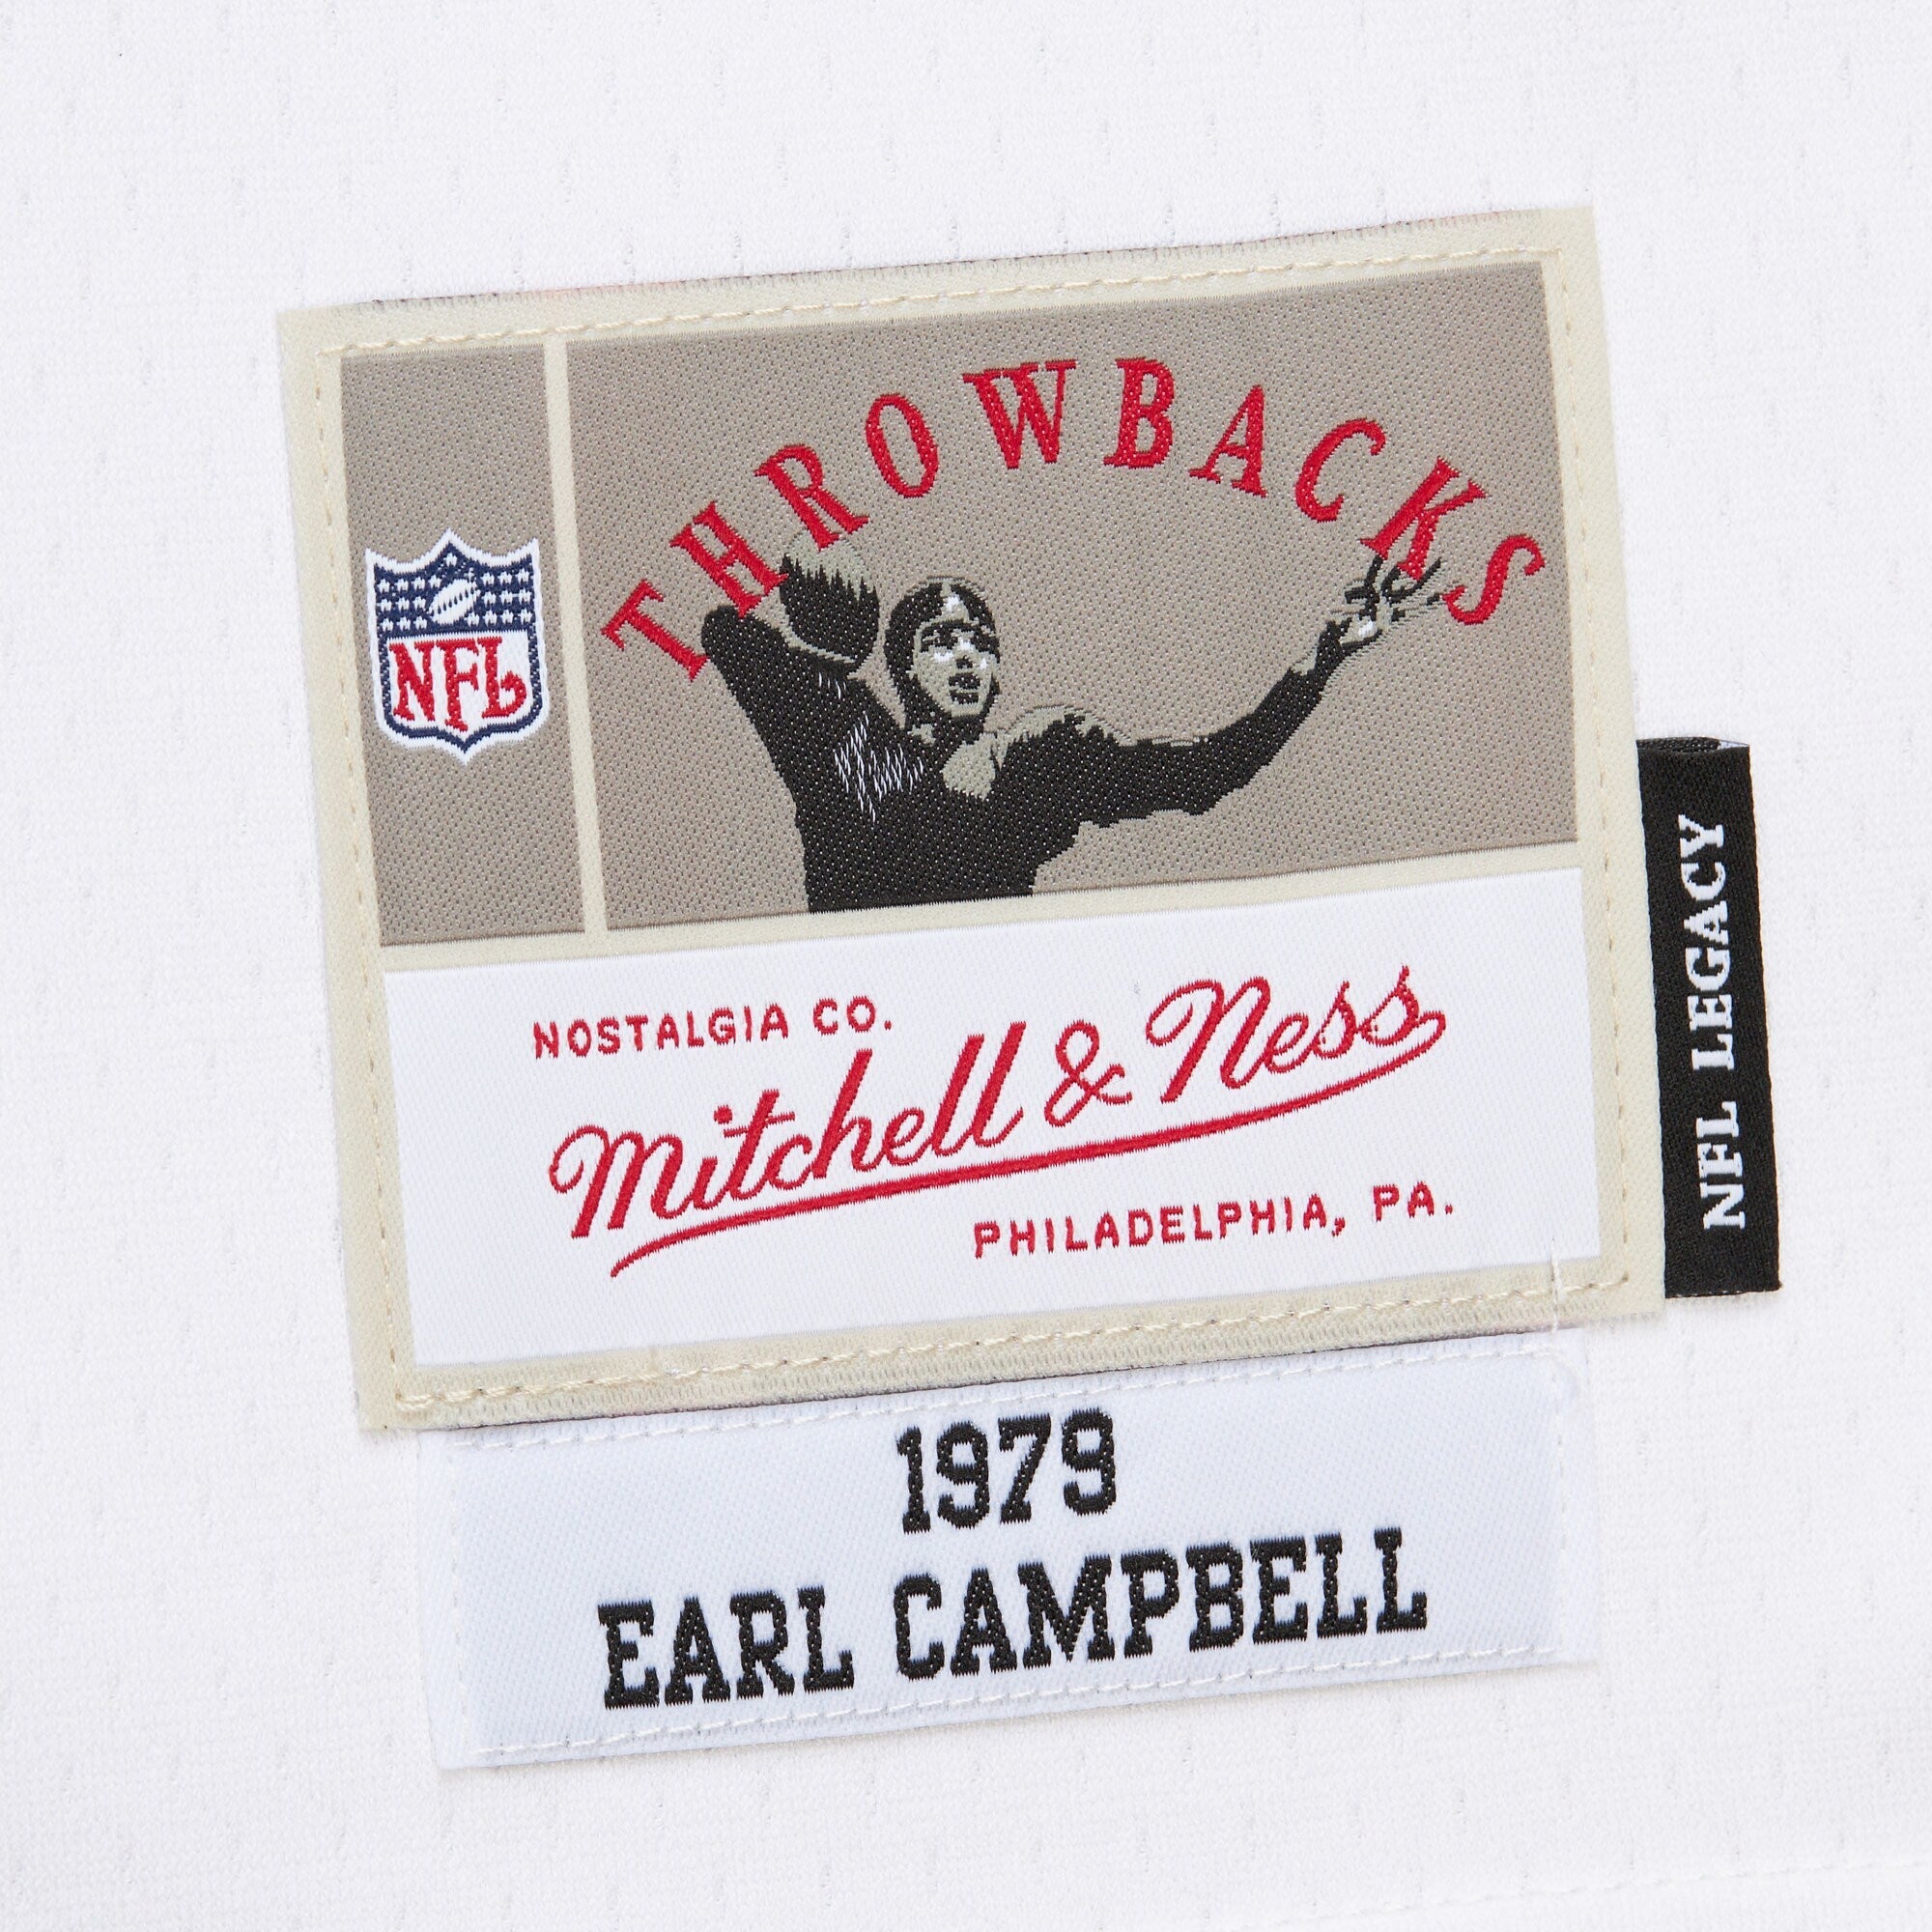 THROWBACKS
NFL
NOSTALGIA CO.
Mitchell & Ness
PHILADELPHIA, PA.
NFL LEGACY
1979
EARL CAMPBELL